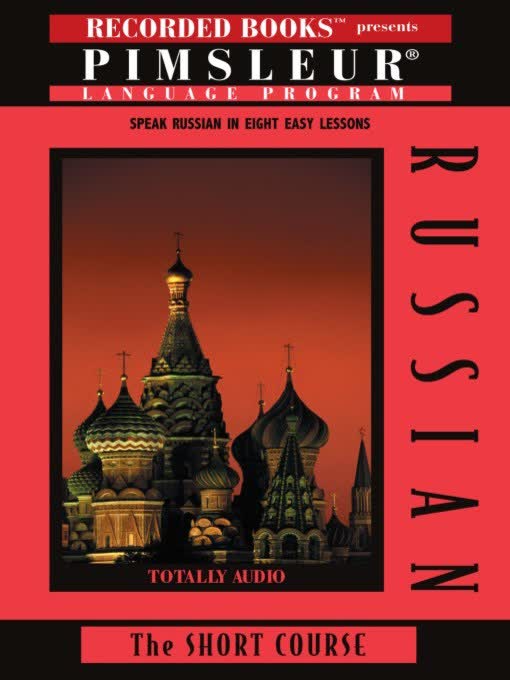 RECORDED BOOKS™ presents
PIMSLEUR®
LANGUAGE PROGRAM
SPEAK RUSSIAN IN EIGHT EASY LESSONS
RUSSIAN
TOTALLY AUDIO
The SHORT COURSE